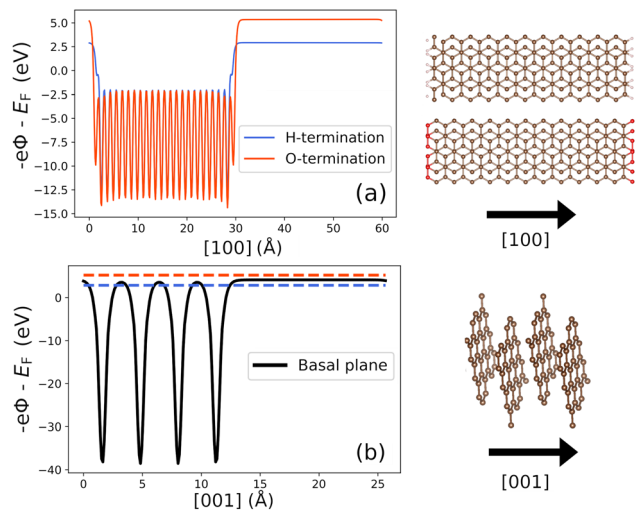 5.0
2.5
0.0
−2.5
−5.0
−7.5
−10.0
−12.5
−15.0
-eΦ - EF (eV)
H-termination
O-termination
(a)
0 10 20 30 40 50 60
[100] (Å)
[100]
0
−10
−20
−30
−40
-eΦ - EF (eV)
Basal plane
(b)
0 5 10 15 20 25
[001] (Å)
[001]